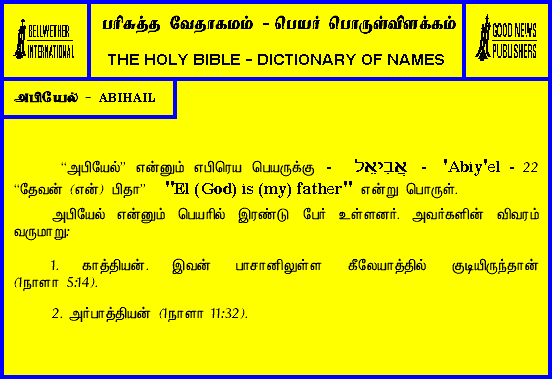 BELLWETHER
INTERNATIONAL
பரிசுத்த வேதாகமம் - பெயர் பொருள்விளக்கம்
THE HOLY BIBLE - DICTIONARY OF NAMES
GOOD NEWS
PUBLISHERS
அபியேல் - ABIHAIL
“அபியேல்” என்னும் எபிரெய பெயருக்கு - אֲבִיאֵל - 'Abiy'el - 22
“தேவன் (என்) பிதா” "El (God) is (my) father" என்று பொருள்.
அபியேல் என்னும் பெயரில் இரண்டு பேர் உள்ளனர். அவர்களின் விவரம்
வருமாறு:
1. காத்தியன். இவன் பாசானிலுள்ள கீலேயாத்தில் குடியிருந்தான்
(1நாளா 5:14).
2. அர்பாத்தியன் (1நாளா 11:32).